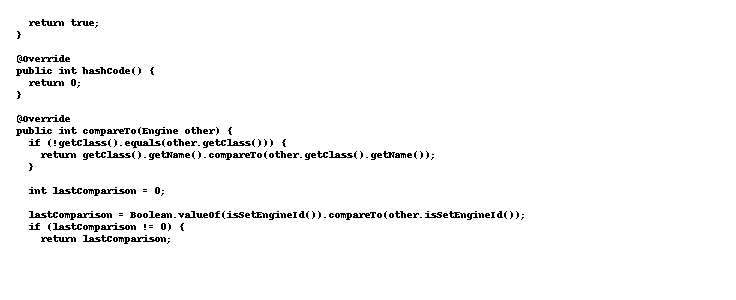 return true;
}
@Override
public int hashCode() {
return 0;
}
@Override
public int compareTo(Engine other) {
if (!getClass().equals(other.getClass())) {
return getClass().getName().compareTo(other.getClass().getName());
}
int lastComparison = 0;
lastComparison = Boolean.valueOf(isSetEngineId()).compareTo(other.isSetEngineId());
if (lastComparison != 0) {
return lastComparison;